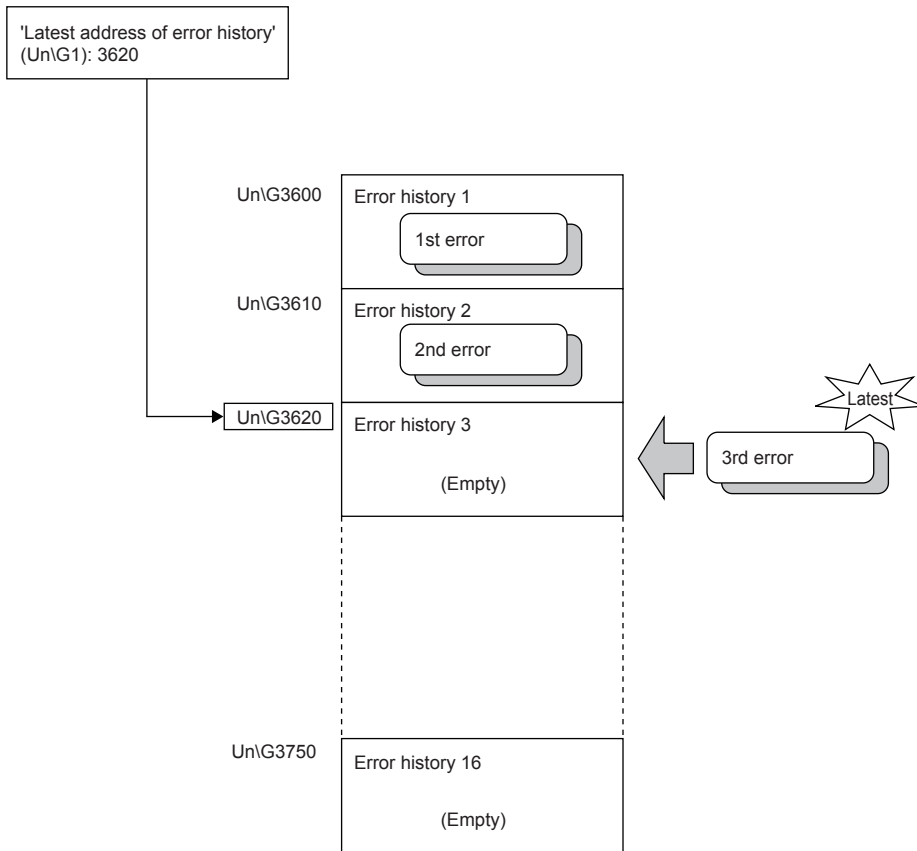 'Latest address of error history'
(Un\G1): 3620
Un\G3600
Error history 1
1st error
Un\G3610
Error history 2
2nd error
Un\G3620
Error history 3
(Empty)
Latest
3rd error
Un\G3750
Error history 16
(Empty)